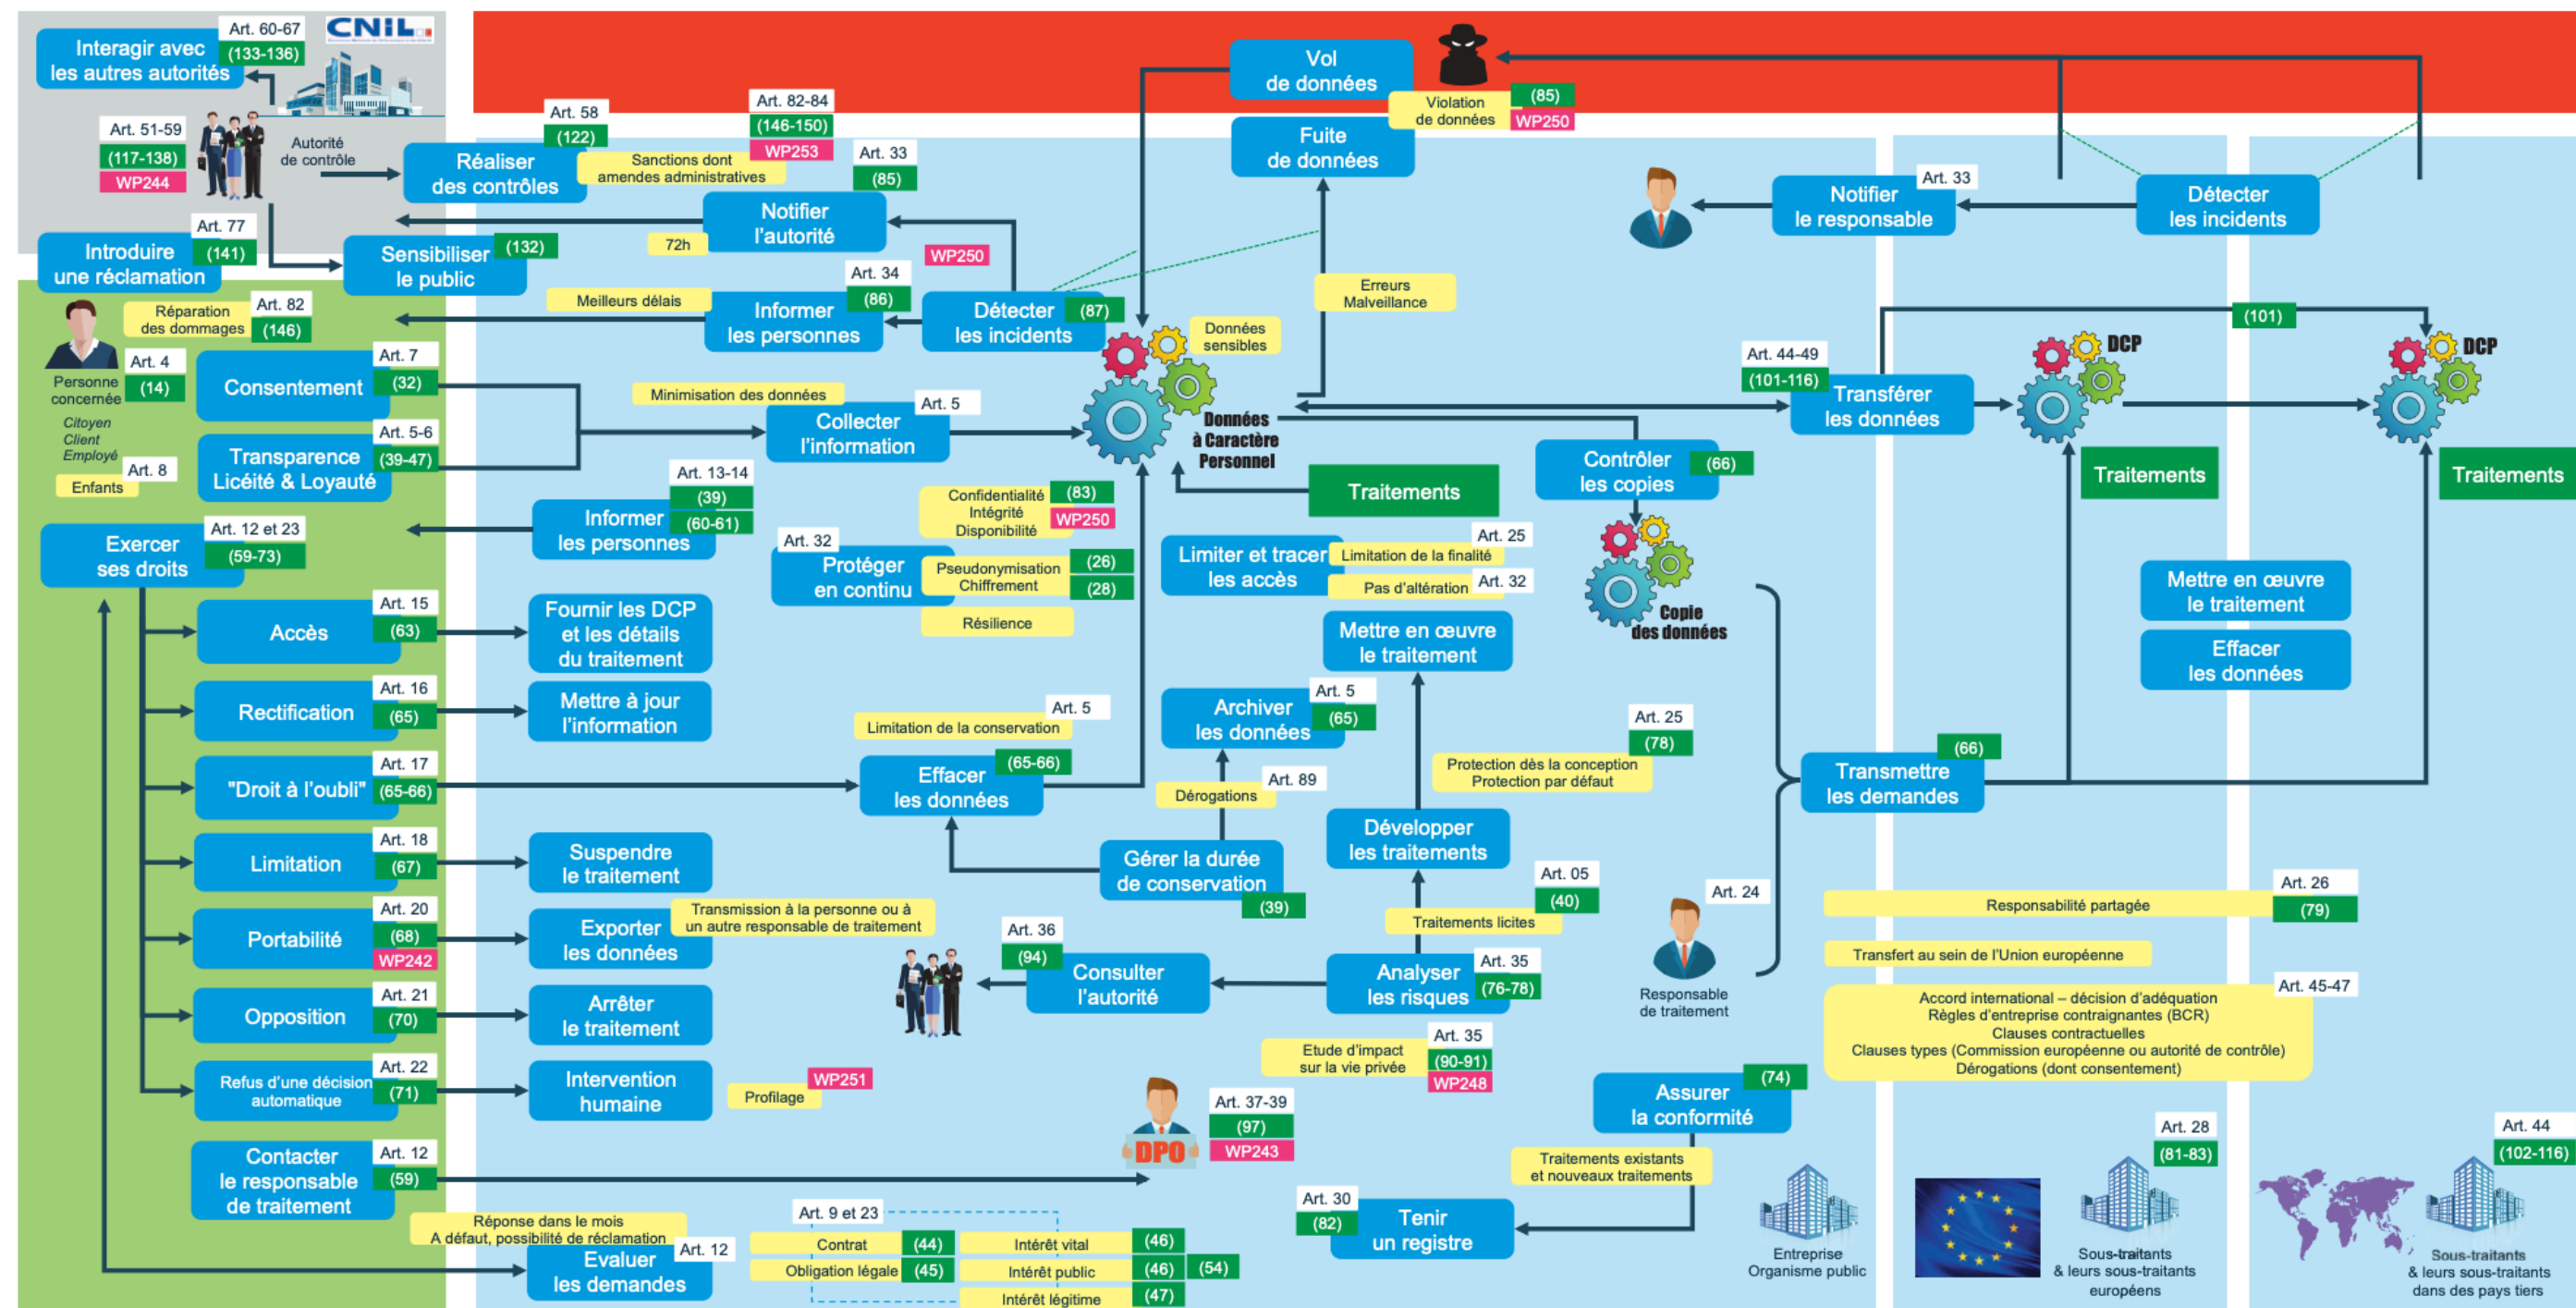 Interagir avec
les autres autorités
Art. 60-67
(133-136)
CNIL
Art. 51-59
(117-138)
WP244
Autorité
de contrôle
Art. 77
Introduire
une réclamation
(141)
Sensibiliser
le public
(132)
Art. 58
(122)
Réaliser
des contrôles
Sanctions dont
amendes administratives
Art. 82-84
(146-150)
WP253
Art. 33
(85)
Notifier
l'autorité
72h
WP250
Art. 34
(86)
Meilleurs délais
Informer
les personnes
Détecter
les incidents
(87)
Vol
de données
Violation
de données
(85)
WP250
Fuite
de données
Erreurs
Malveillance
Données
sensibles
Notifier
le responsable
Art. 33
Détecter
les incidents
Réparation
des dommages
Art. 82
(146)
Personne
concernée
Art. 4
(14)
Citoyen
Client
Employé
Art. 8
Enfants
Consentement
Art. 7
(32)
Transparence
Licéité & Loyauté
Art. 5-6
(39-47)
Minimisation des données
Collecter
l'information
Art. 5
Données
à Caractère
Personnel
Traitements
Art. 44-49
(101-116)
Transférer
les données
(101)
DCP
DCP
Traitements
Traitements
Contrôler
les copies
(66)
Copie
des données
Art. 13-14
(39)
(60-61)
Informer
les personnes
Art. 32
Protéger
en continu
Confidentialité
Intégrité
Disponibilité
(83)
WP250
Pseudonymisation
Chiffrement
(26)
(28)
Résilience
Limiter et tracer
les accès
Limitation de la finalité
Art. 25
Pas d'altération
Art. 32
Mettre en œuvre
le traitement
Mettre en œuvre
le traitement
Effacer
les données
Exercer
ses droits
Art. 12 et 23
(59-73)
Accès
Art. 15
(63)
Fournir les DCP
et les détails
du traitement
Rectification
Art. 16
(65)
Mettre à jour
l'information
"Droit à l'oubli"
Art. 17
(65-66)
Limitation de la conservation
Art. 5
Effacer
les données
(65-66)
Archiver
les données
Art. 5
(65)
Dérogations
Art. 89
Gérer la durée
de conservation
(39)
Art. 25
(78)
Protection dès la conception
Protection par défaut
Développer
les traitements
Transmettre
les demandes
(66)
Limitation
Art. 18
(67)
Suspendre
le traitement
Portabilité
Art. 20
(68)
WP242
Exporter
les données
Transmission à la personne ou à
un autre responsable de traitement
Art. 36
(94)
Consulter
l'autorité
Art. 05
(40)
Traitements licites
Analyser
les risques
Art. 35
(76-78)
Art. 24
Responsable
de traitement
Responsabilité partagée
Art. 26
(79)
Transfert au sein de l'Union européenne
Art. 45-47
Accord international – décision d'adéquation
Règles d'entreprise contraignantes (BCR)
Clauses contractuelles
Clauses types (Commission européenne ou autorité de contrôle)
Dérogations (dont consentement)
Opposition
Art. 21
(70)
Arrêter
le traitement
Refus d'une décision
automatique
Art. 22
(71)
Intervention
humaine
Profilage
WP251
Etude d'impact
sur la vie privée
Art. 35
(90-91)
WP248
DPO
Art. 37-39
(97)
WP243
Assurer
la conformité
(74)
Traitements existants
et nouveaux traitements
Art. 30
(82)
Tenir
un registre
Contacter
le responsable
de traitement
Art. 12
(59)
Réponse dans le mois
A défaut, possibilité de réclamation
Evaluer
les demandes
Art. 12
Art. 9 et 23
Contrat
(44)
Obligation légale
(45)
Intérêt vital
(46)
Intérêt public
(46)
(54)
Intérêt légitime
(47)
Entreprise
Organisme public
Art. 28
(81-83)
Sous-traitants
& leurs sous-traitants
européens
Art. 44
(102-116)
Sous-traitants
& leurs sous-traitants
dans des pays tiers